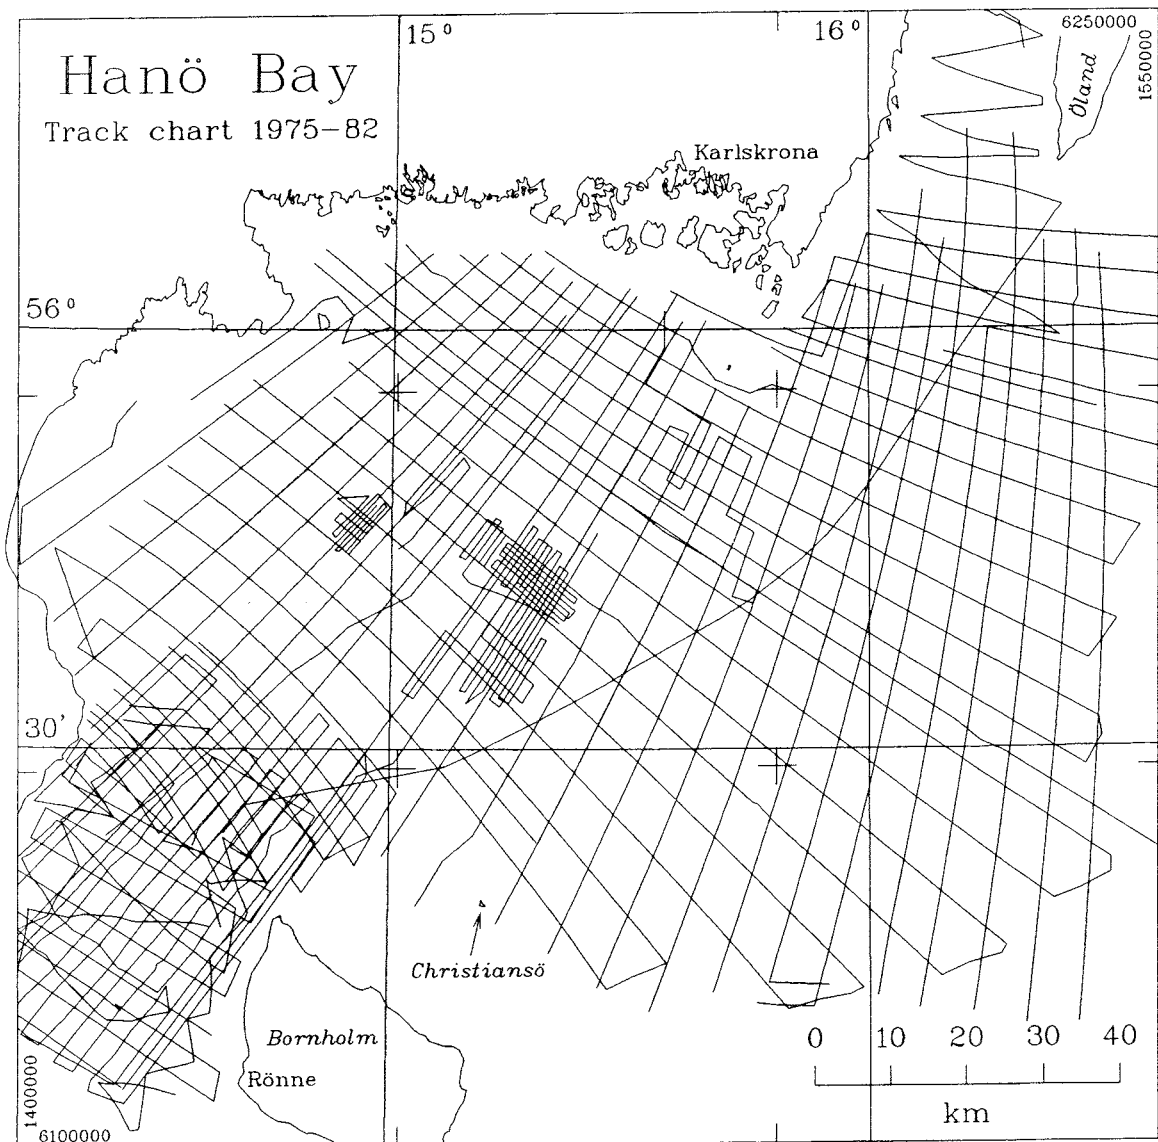 15°
16°
6250000
1550000
Hanö Bay
Track chart 1975-82
Öland
Karlskrona
56°
30'
Christiansö
Bornholm
Rönne
0 10 20 30 40
km
1400000
6100000